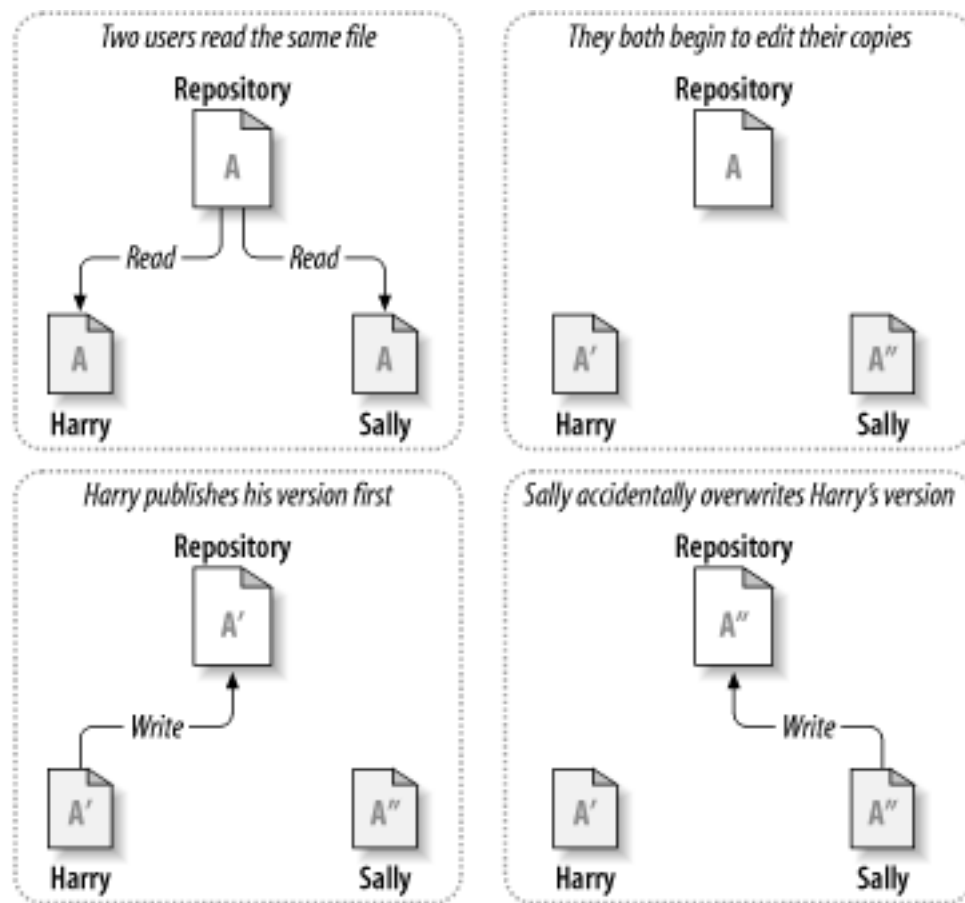 Two users read the same file
Repository
A
Read
Read
A
A
Harry
Sally
They both begin to edit their copies
Repository
A
A′
A″
Harry
Sally
Harry publishes his version first
Repository
A′
Write
A′
A″
Harry
Sally
Sally accidentally overwrites Harry’s version
Repository
A″
Write
A′
A″
Harry
Sally